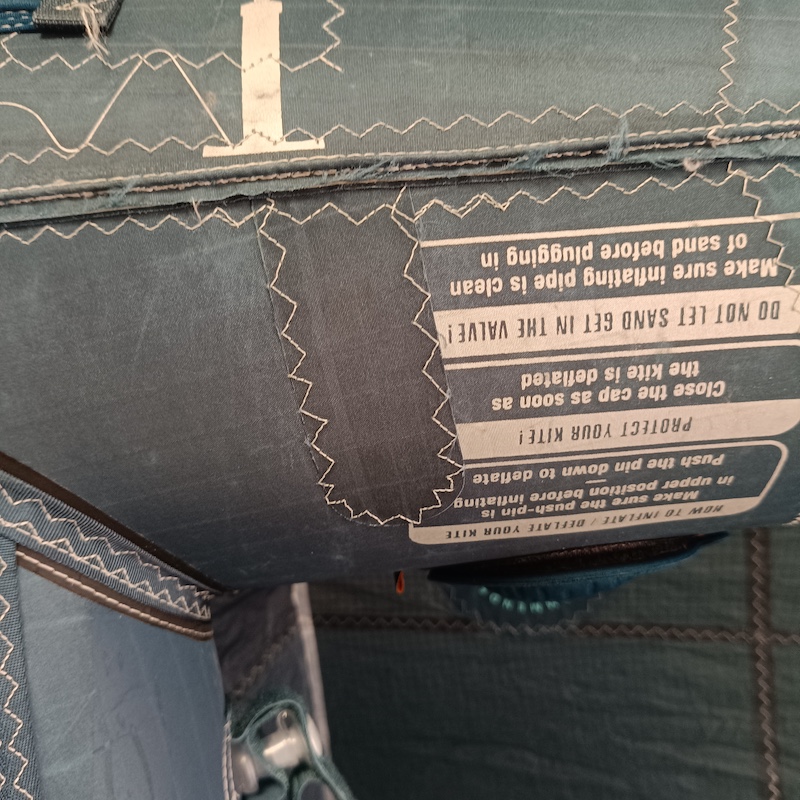 HOW TO INFLATE / DEFLATE YOUR KITE
Make sure the push-pin is
in upper position before inflating
—
Push the pin down to deflate
PROTECT YOUR KITE!
Close the cap as soon as
the kite is deflated
DO NOT LET SAND GET IN THE VALVE!
Make sure inflating pipe is clean
of sand before plugging in